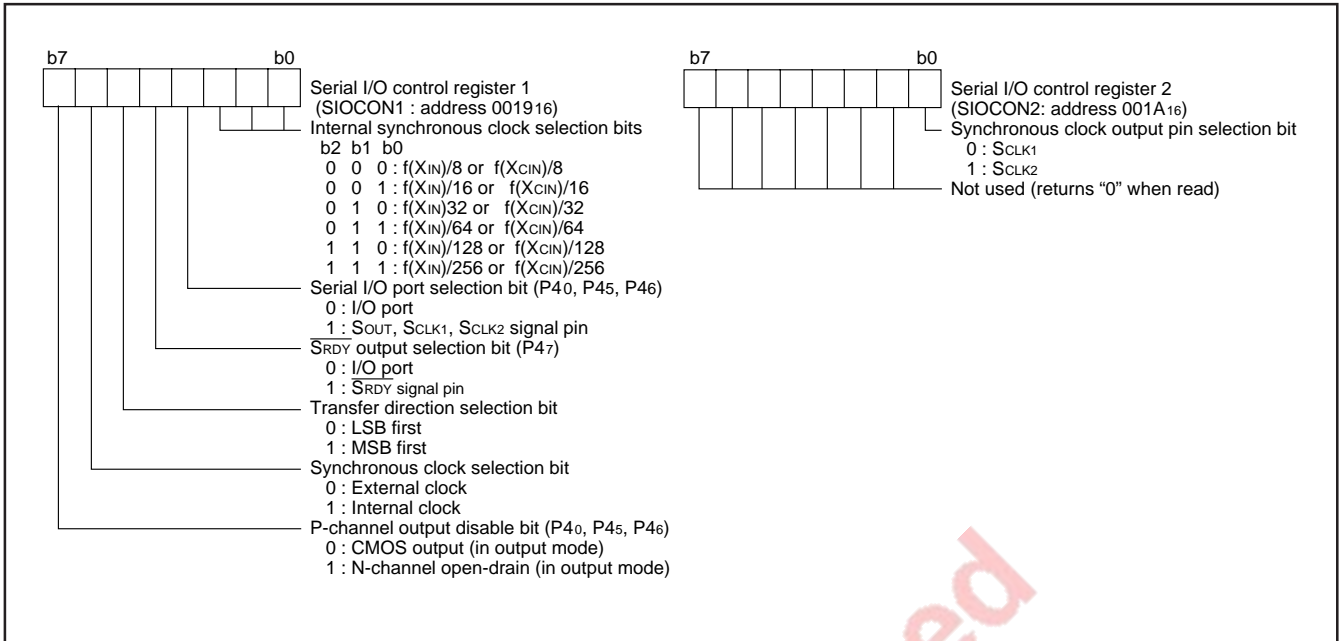 b7 b0
Serial I/O control register 1
(SIOCON1 : address 001916)
Internal synchronous clock selection bits
b2 b1 b0
0 0 0 : f(XIN)/8 or f(XCIN)/8
0 0 1 : f(XIN)/16 or f(XCIN)/16
0 1 0 : f(XIN)32 or f(XCIN)/32
0 1 1 : f(XIN)/64 or f(XCIN)/64
1 1 0 : f(XIN)/128 or f(XCIN)/128
1 1 1 : f(XIN)/256 or f(XCIN)/256
Serial I/O port selection bit (P40, P45, P46)
0 : I/O port
1 : SOUT, SCLK1, SCLK2 signal pin
SRDY output selection bit (P47)
0 : I/O port
1 : SRDY signal pin
Transfer direction selection bit
0 : LSB first
1 : MSB first
Synchronous clock selection bit
0 : External clock
1 : Internal clock
P-channel output disable bit (P40, P45, P46)
0 : CMOS output (in output mode)
1 : N-channel open-drain (in output mode)
b7 b0
Serial I/O control register 2
(SIOCON2: address 001A16)
Synchronous clock output pin selection bit
0 : SCLK1
1 : SCLK2
Not used (returns “0” when read)